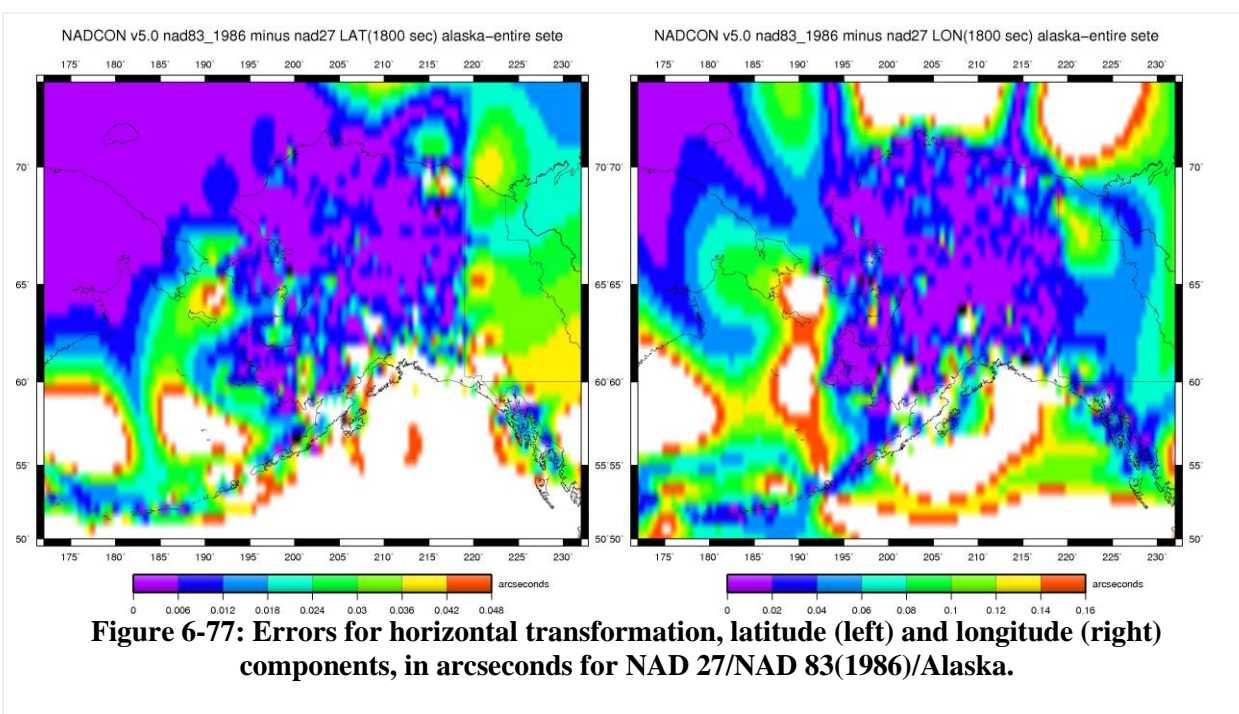 NADCON v5.0 nad83_1986 minus nad27 LAT(1800 sec) alaska-entire sete
175° 180° 185° 190° 195° 200° 205° 210° 215° 220° 225° 230°
70° 70°
65° 65°
60° 60°
55° 55°
50° 50°
175° 180° 185° 190° 195° 200° 205° 210° 215° 220° 225° 230°
arcseconds
0 0.006 0.012 0.018 0.024 0.03 0.036 0.042 0.048
NADCON v5.0 nad83_1986 minus nad27 LON(1800 sec) alaska-entire sete
175° 180° 185° 190° 195° 200° 205° 210° 215° 220° 225° 230°
70° 70°
65° 65°
60° 60°
55° 55°
50° 50°
175° 180° 185° 190° 195° 200° 205° 210° 215° 220° 225° 230°
arcseconds
0 0.02 0.04 0.06 0.08 0.1 0.12 0.14 0.16
Figure 6-77: Errors for horizontal transformation, latitude (left) and longitude (right)
components, in arcseconds for NAD 27/NAD 83(1986)/Alaska.